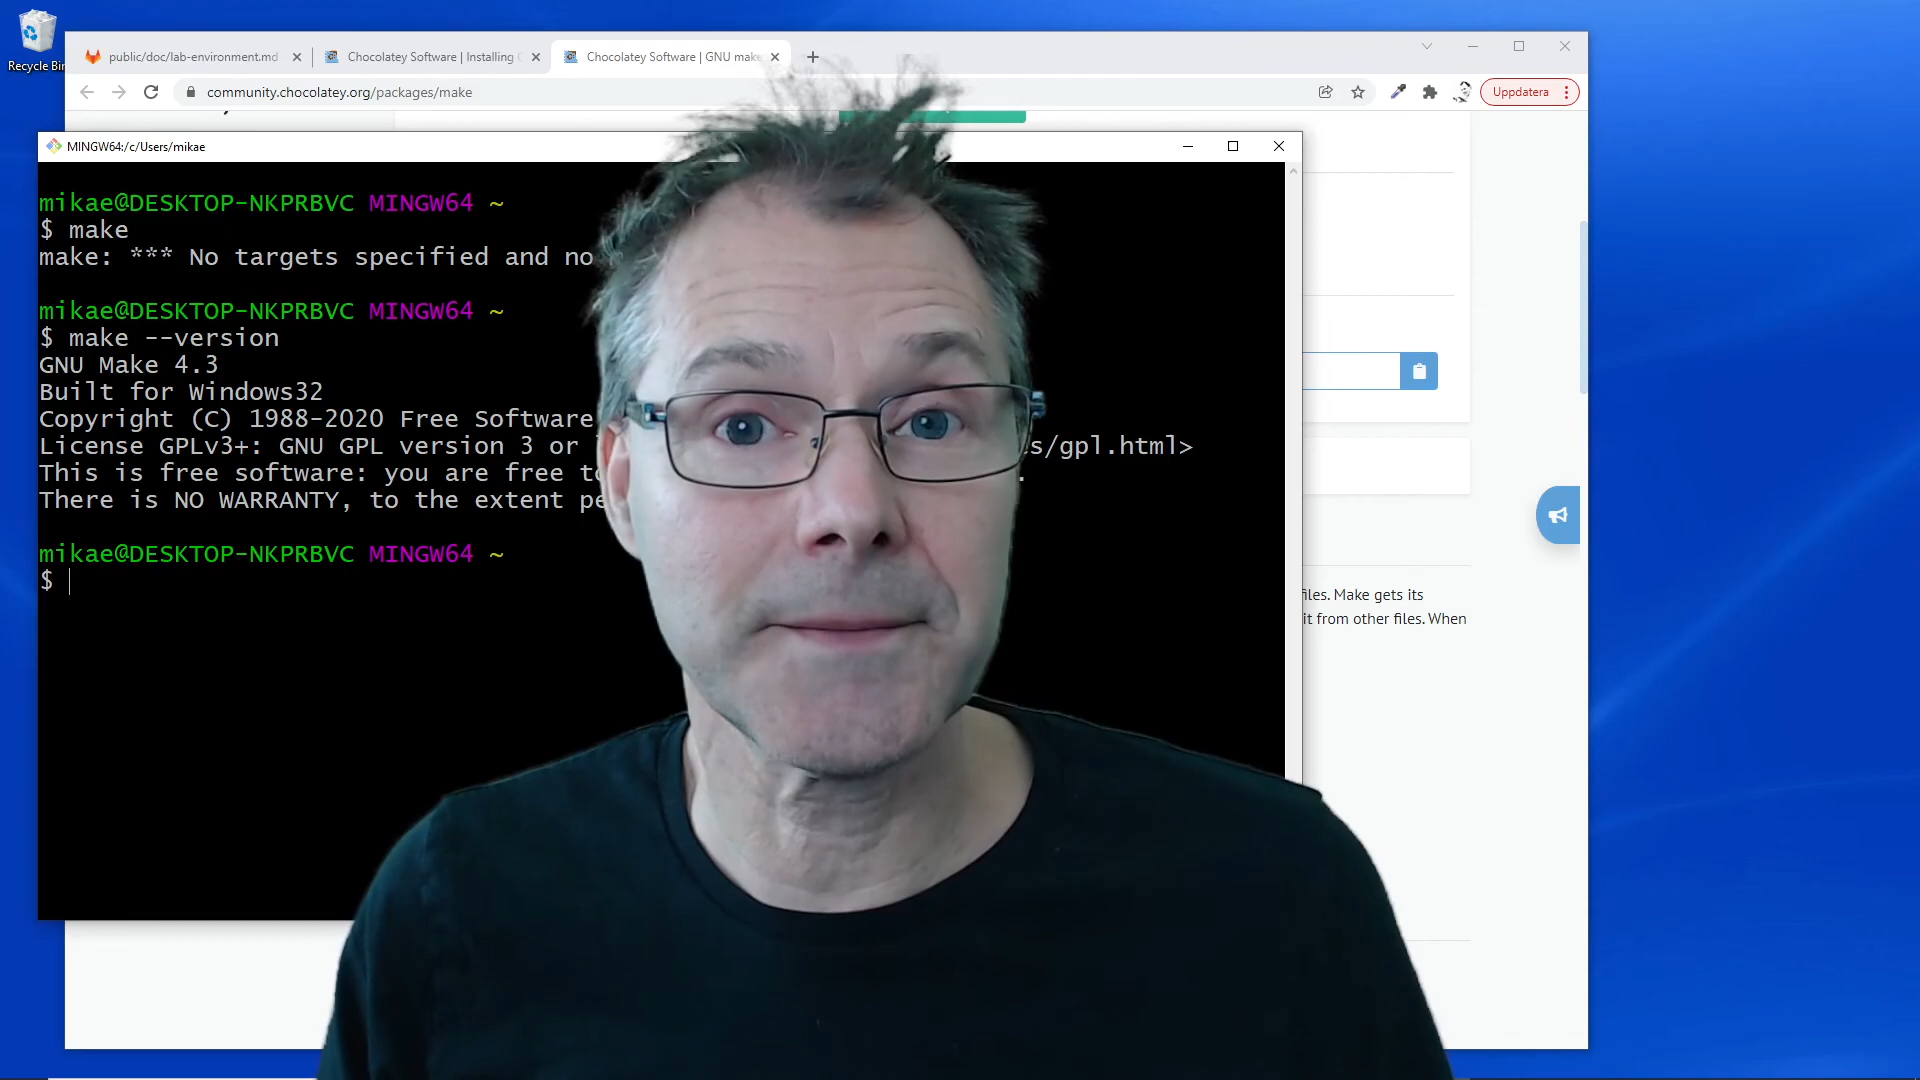 Recycle Bin
public/doc/lab-environment.md
Chocolatey Software | Installing
Chocolatey Software | GNU make
community.chocolatey.org/packages/make
Uppdatera
MINGW64:/c/Users/mikae
mikae@DESKTOP-NKPRBVC MINGW64 ~
$ make
make: *** No targets specified and no
mikae@DESKTOP-NKPRBVC MINGW64 ~
$ make --version
GNU Make 4.3
Built for Windows32
Copyright (C) 1988-2020 Free Software
License GPLv3+: GNU GPL version 3 or s/gpl.html>
This is free software: you are free to .
There is NO WARRANTY, to the extent pe
mikae@DESKTOP-NKPRBVC MINGW64 ~
$
files. Make gets its
it from other files. When